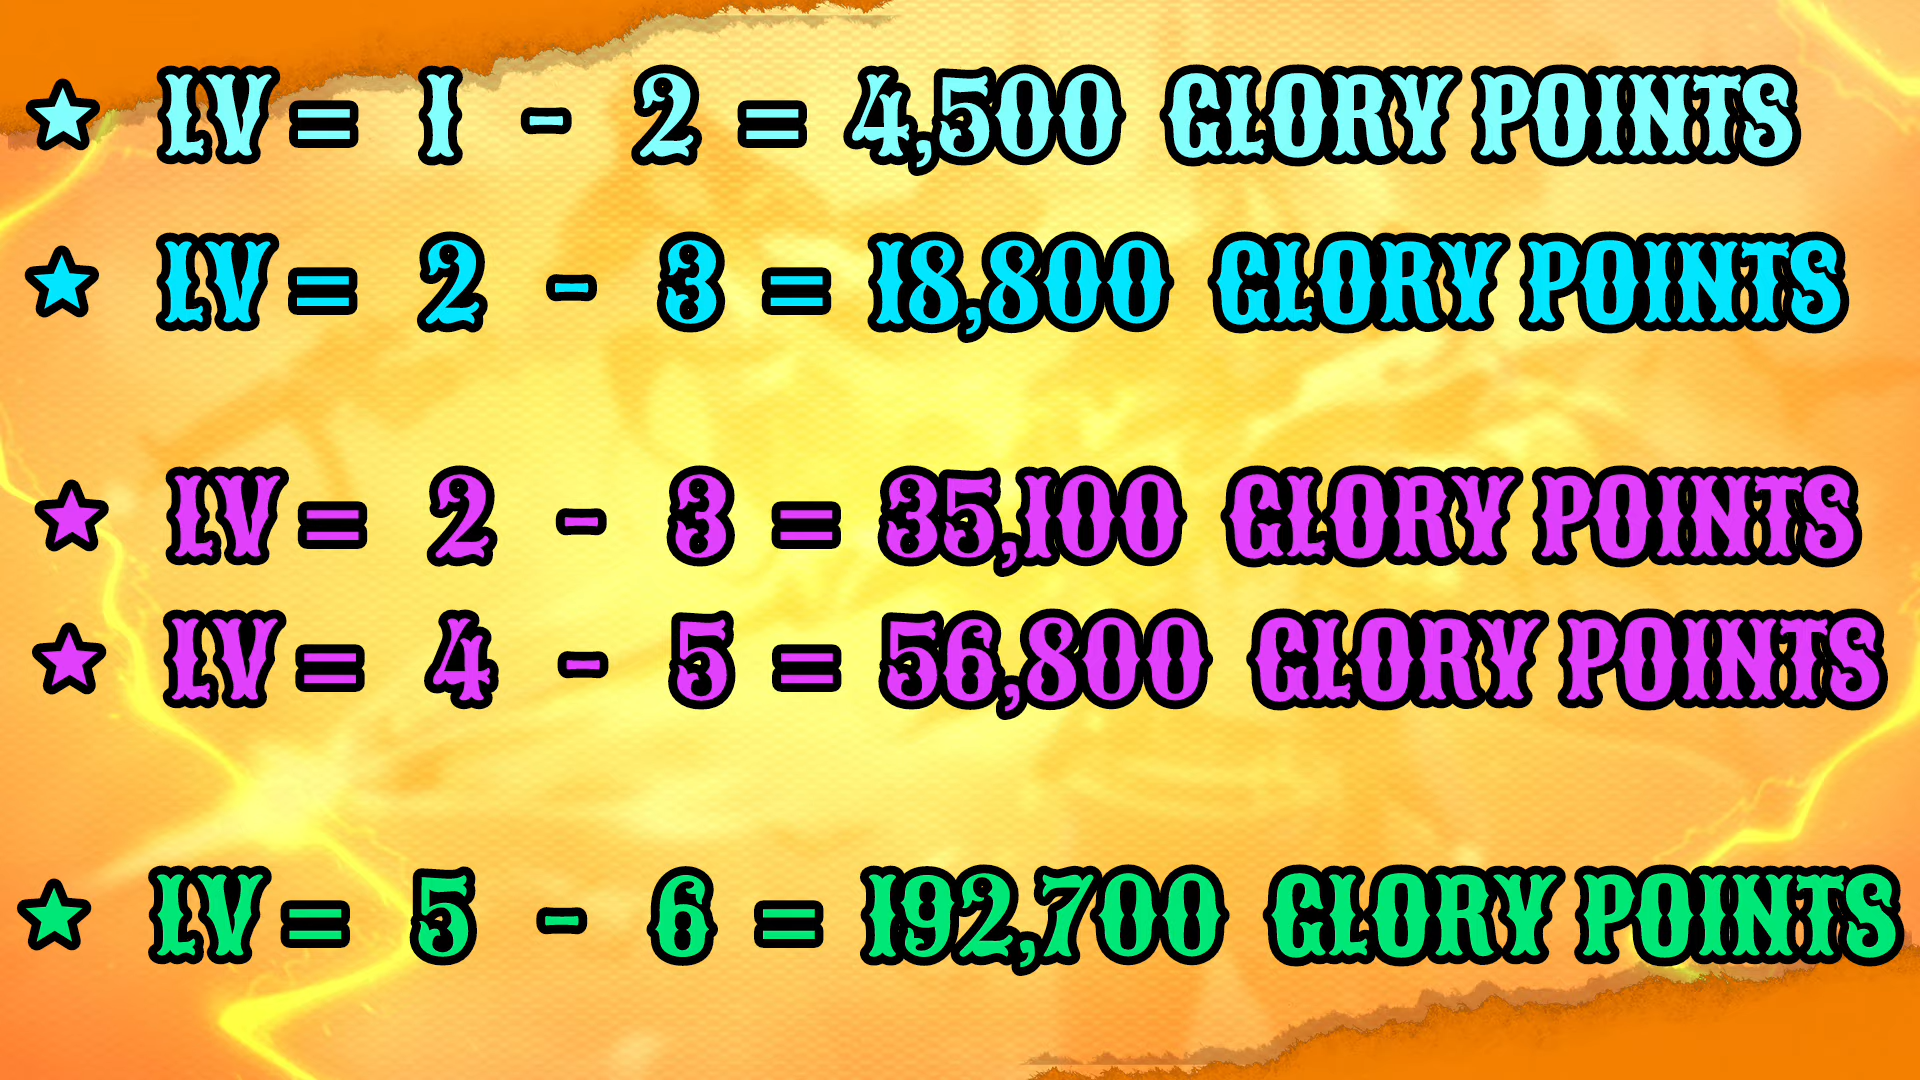 ★ LV= 1 - 2 = 4,500 GLORY POINTS
★ LV= 2 - 3 = 18,800 GLORY POINTS
★ LV= 2 - 3 = 35,100 GLORY POINTS
★ LV= 4 - 5 = 56,800 GLORY POINTS
★ LV= 5 - 6 = 192,700 GLORY POINTS